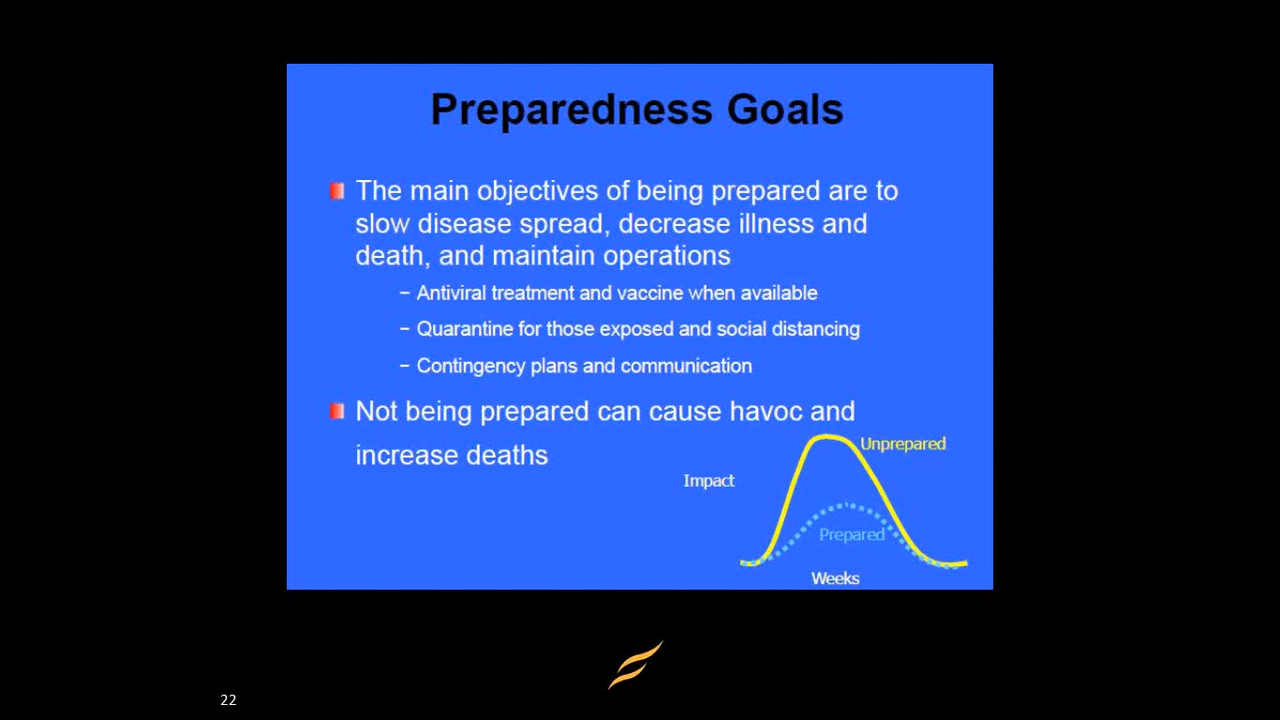 Preparedness Goals
The main objectives of being prepared are to
slow disease spread, decrease illness and
death, and maintain operations
– Antiviral treatment and vaccine when available
– Quarantine for those exposed and social distancing
– Contingency plans and communication
Not being prepared can cause havoc and
increase deaths
Unprepared
Impact
Prepared
Weeks
22